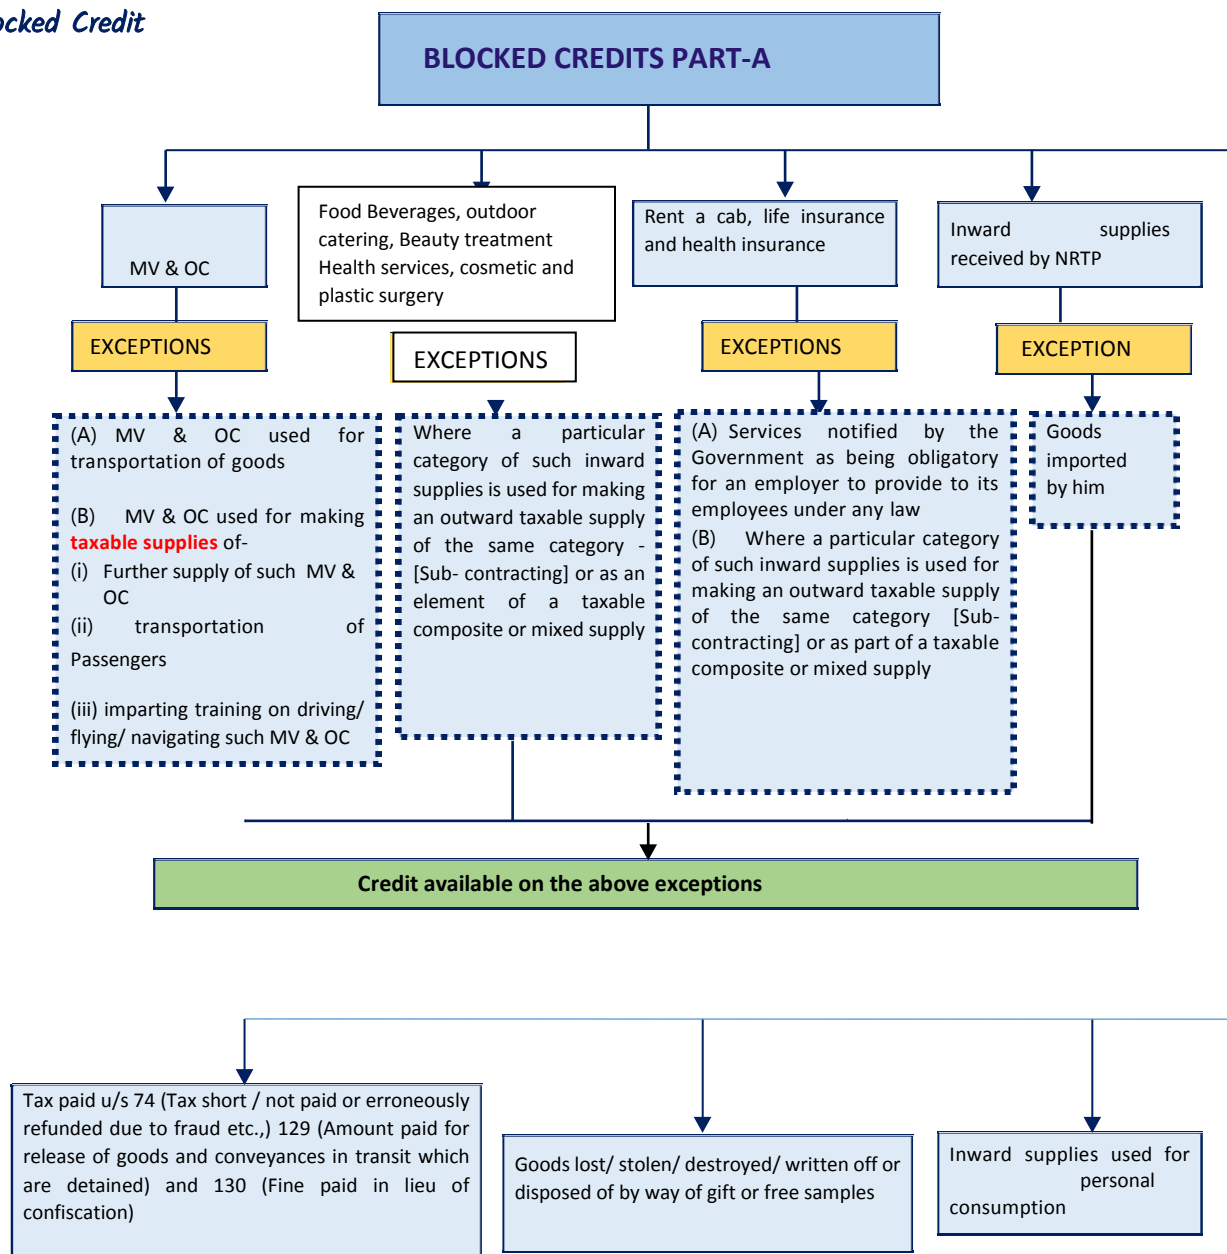 ocked Credit
BLOCKED CREDITS PART-A
MV & OC
Food Beverages, outdoor
catering, Beauty treatment
Health services, cosmetic and
plastic surgery
Rent a cab, life insurance
and health insurance
Inward supplies
received by NRTP
EXCEPTIONS
EXCEPTIONS
EXCEPTIONS
EXCEPTION
(A) MV & OC used for
transportation of goods
(B) MV & OC used for making
taxable supplies of-
(i) Further supply of such MV &
OC
(ii) transportation of
Passengers
(iii) imparting training on driving/
flying/ navigating such MV & OC
Where a particular
category of such inward
supplies is used for making
an outward taxable supply
of the same category -
[Sub- contracting] or as an
element of a taxable
composite or mixed supply
(A) Services notified by the
Government as being obligatory
for an employer to provide to its
employees under any law
(B) Where a particular category
of such inward supplies is used for
making an outward taxable supply
of the same category [Sub-
contracting] or as part of a taxable
composite or mixed supply
Goods
imported
by him
Credit available on the above exceptions
Tax paid u/s 74 (Tax short / not paid or erroneously
refunded due to fraud etc.,) 129 (Amount paid for
release of goods and conveyances in transit which
are detained) and 130 (Fine paid in lieu of
confiscation)
Goods lost/ stolen/ destroyed/ written off or
disposed of by way of gift or free samples
Inward supplies used for
personal
consumption